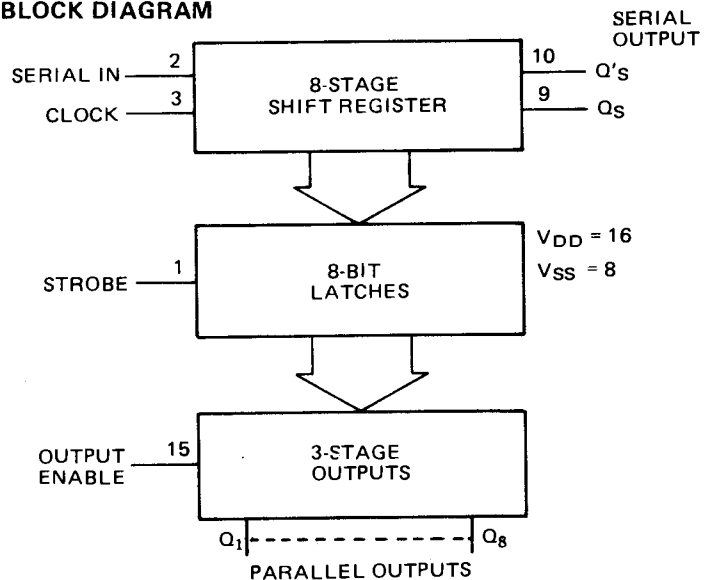 BLOCK DIAGRAM
SERIAL
OUTPUT
SERIAL IN
2
CLOCK
3
8-STAGE
SHIFT REGISTER
10
Q'S
9
QS
STROBE
1
8-BIT
LATCHES
VDD = 16
VSS = 8
OUTPUT
ENABLE
15
3-STAGE
OUTPUTS
Q1
Q8
PARALLEL OUTPUTS